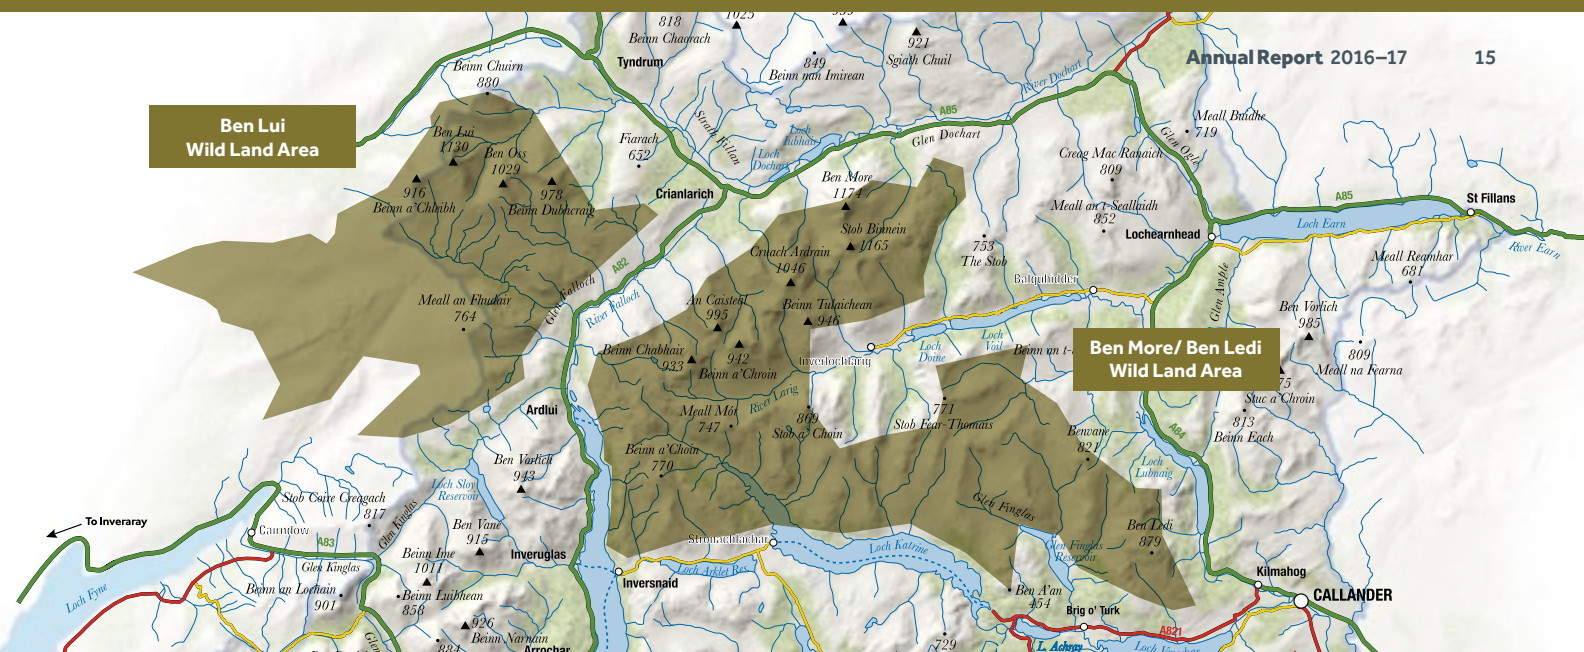 Annual Report 2016–17 15
1025
818
Beinn Chaorach
Tyndrum
921
Sgiath Chuil
849
Beinn nan Imirean
River Dochart
Beinn Chuirn
880
Ben Lui
Wild Land Area
Ben Lui
1130
Ben Oss
1029
916
Beinn a'Chleibh
978
Beinn Dubhcraig
Fiarach
652
Strath Fillan
Loch
Iubhair
Loch
Dochart
A85
Glen Dochart
Crianlarich
Ben More
1174
Glen Ogle
Meall Buidhe
719
Creag Mac Ranaich
809
Meall an t-Seallaidh
852
Lochearnhead
A85
Loch Earn
St Fillans
River Earn
Stob Binnein
1165
Cruach Ardrain
1046
753
The Stob
Balquhidder
Glen Ample
Meall Reamhar
681
A82
Glen Falloch
River Falloch
Meall an Fhudair
764
An Caisteal
995
Beinn Tulaichean
946
Ben Vorlich
985
Beinn Chabhair
933
942
Beinn a'Chroin
Inverlochlarig
Loch
Doine
Loch
Voil
Beinn an t-
Ben More/ Ben Ledi
Wild Land Area
809
Meall na Fearna
75
Stuc a'Chroin
813
Beinn Each
Ardlui
River Larig
Meall Mór
747
869
Stob a' Choin
771
Stob Fear-Thomais
Benvane
821
A84
Loch
Lubnaig
Beinn a'Choin
770
Ben Vorlich
943
Loch Sloy
Reservoir
Stob Coire Creagach
817
Glen Kinglas
To Inveraray
Cairndow
A83
Glen Kinglas
Ben Vane
915
Beinn Ime
1011
Inveruglas
Stronachlachar
Loch Katrine
Glen Finglas
Glen Finglas
Reservoir
Ben Ledi
879
Loch Arklet Res.
Inversnaid
Kilmahog
CALLANDER
Ben A'an
454
Brig o' Turk
A821
Loch Fyne
Beinn an Lochain
901
Beinn Luibhean
858
926
Beinn Narnain
884
Arrochar
Glen
729
L. Achray